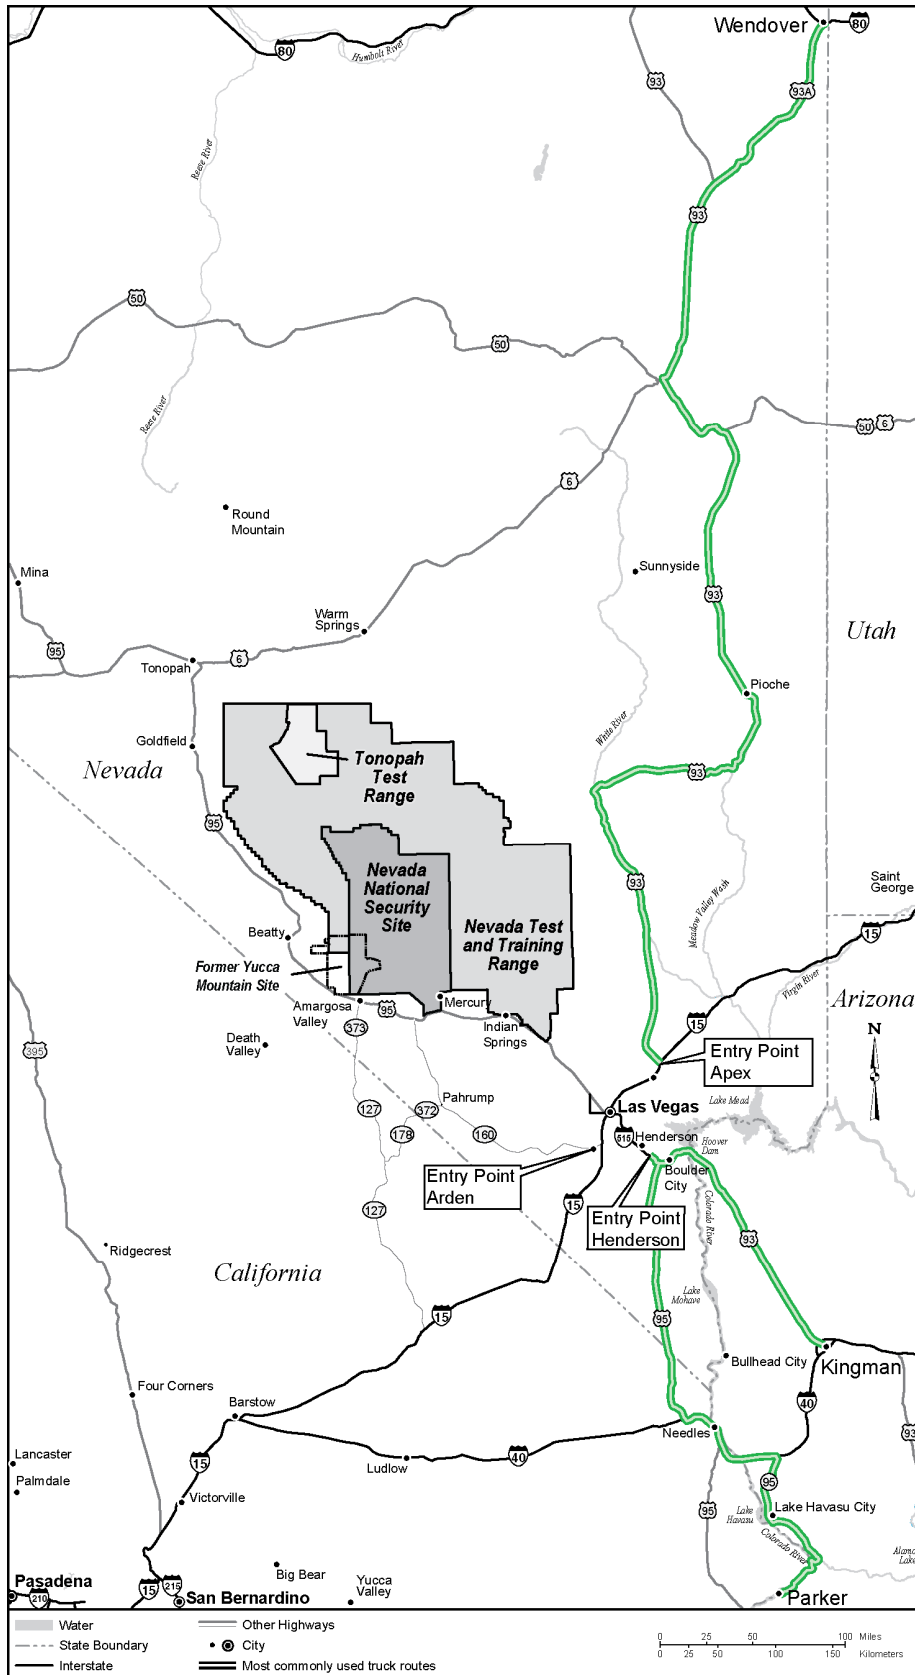 Wendover
80
80
Humbolt River
93
93A
Reese River
93
50
50
50
6
Reese River
6
Round
Mountain
Sunnyside
Mina
93
Warm
Springs
Utah
95
6
Tonopah
Pioche
White River
Goldfield
Nevada
Tonopah
Test
Range
93
95
Nevada
National
Security
Site
93
Saint
George
Meadow Valley Wash
Nevada Test
and Training
Range
15
Beatty
Former Yucca
Mountain Site
Virgin River
Mercury
Arizona
Amargosa
Valley
95
Indian
Springs
15
373
N
395
Death
Valley
Entry Point
Apex
Pahrump
Lake Mead
127
372
Las Vegas
178
160
515
Henderson
Hoover
Dam
Entry Point
Arden
Boulder
City
15
127
Entry Point
Henderson
Colorado River
93
Ridgecrest
California
Lake
Mohave
15
95
Bullhead City
Kingman
Four Corners
40
Barstow
Needles
93
Lancaster
15
Ludlow
40
Palmdale
95
Victorville
95
Lake
Havasu
Lake Havasu City
Colorado River
Alamo
Lake
Big Bear
Yucca
Valley
Pasadena
210
15
215
San Bernardino
Parker
Water
Other Highways
State Boundary
City
Interstate
Most commonly used truck routes
0 25 50 100 Miles
0 25 50 100 150 Kilometers